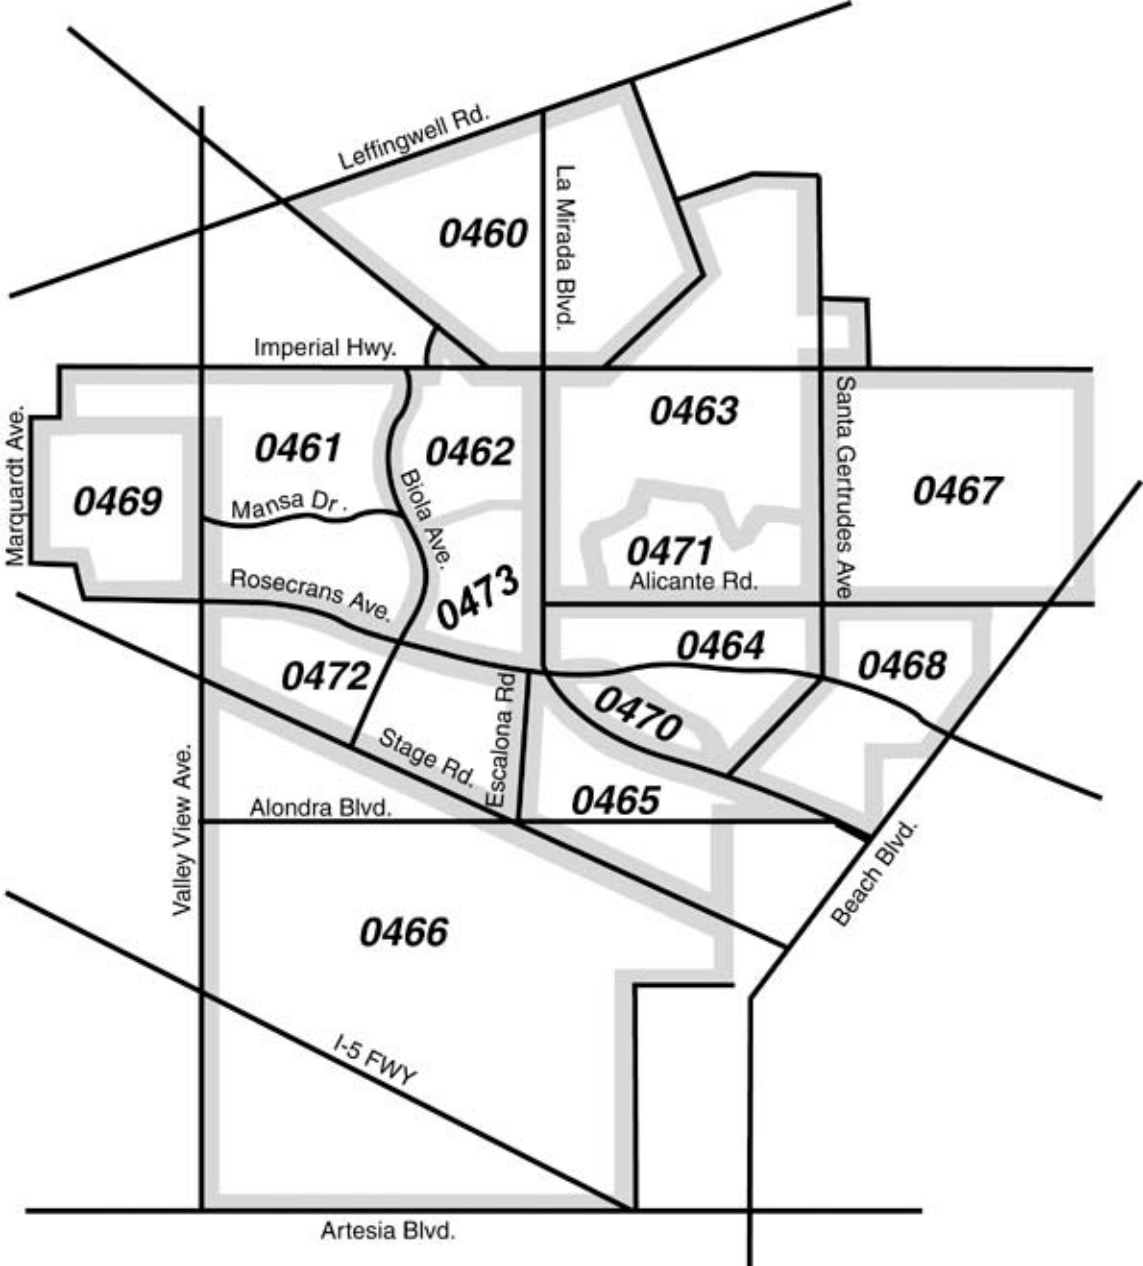 Leffingwell Rd.
La Mirada Blvd.
0460
Imperial Hwy.
Marquardt Ave.
Santa Gertrudes Ave
0463
0461
0462
0467
0469
Mansa Dr.
Biola Ave.
0471
Alicante Rd.
Rosecrans Ave.
0473
0464
0468
0472
0470
Escalona Rd
Stage Rd.
0465
Alondra Blvd.
Valley View Ave.
Beach Blvd.
0466
I-5 FWY
Artesia Blvd.